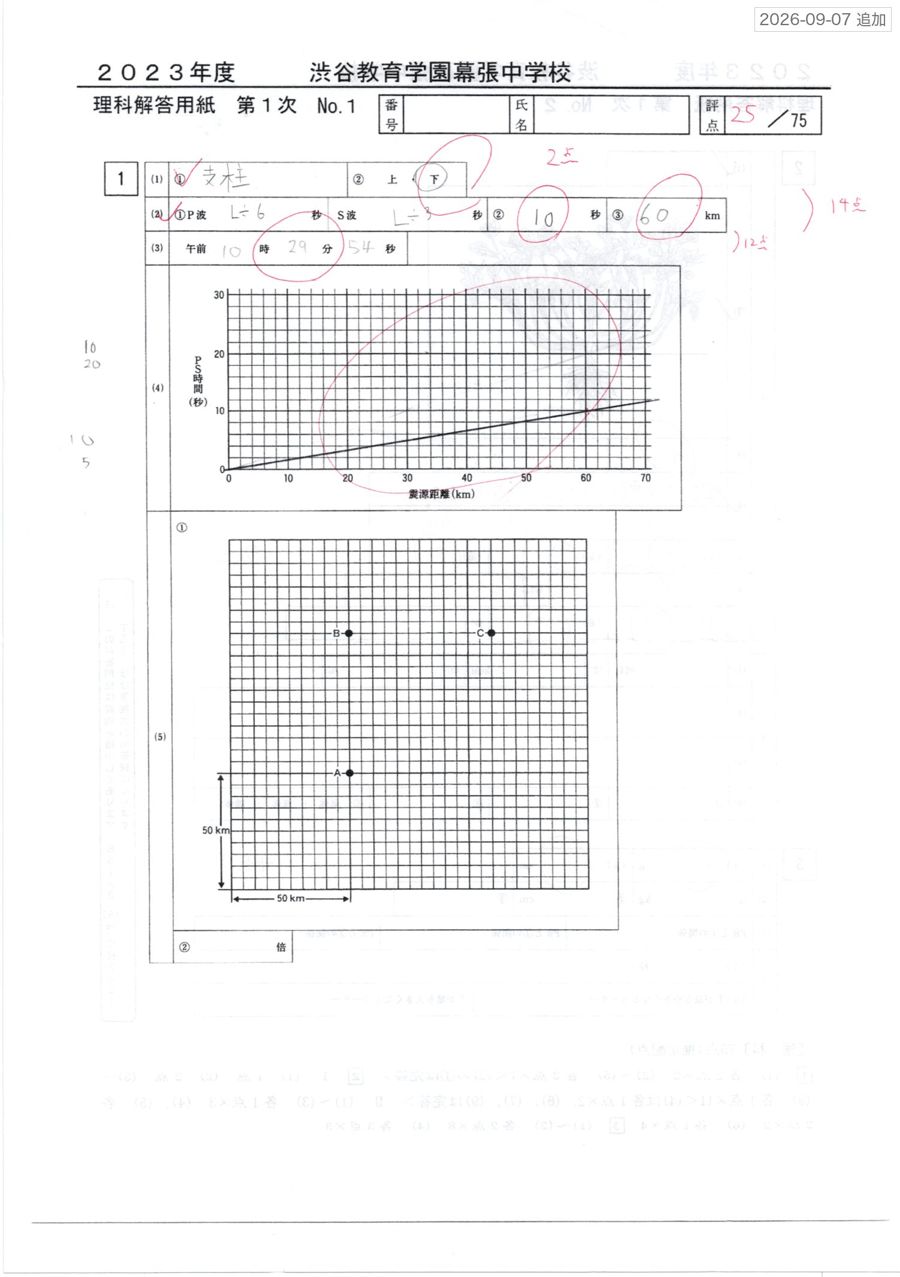 2026-09-07 追加
2023年度 渋谷教育学園幕張中学校
理科解答用紙 第1次 No.1 番号 氏名 評点 25/75
2点
1 (1) ① 支柱 ② 上・下
(2) ①P波 L÷6 秒 S波 L÷3 秒 ② 10 秒 ③ 60 km
14点
(3) 午前 10 時 29 分 54 秒
12点
(4)
PS時間(秒)
30
20
10
0
0 10 20 30 40 50 60 70
震源距離(km)
10
20
10
5
(5)
①
B C
A
50 km
50 km
② 倍